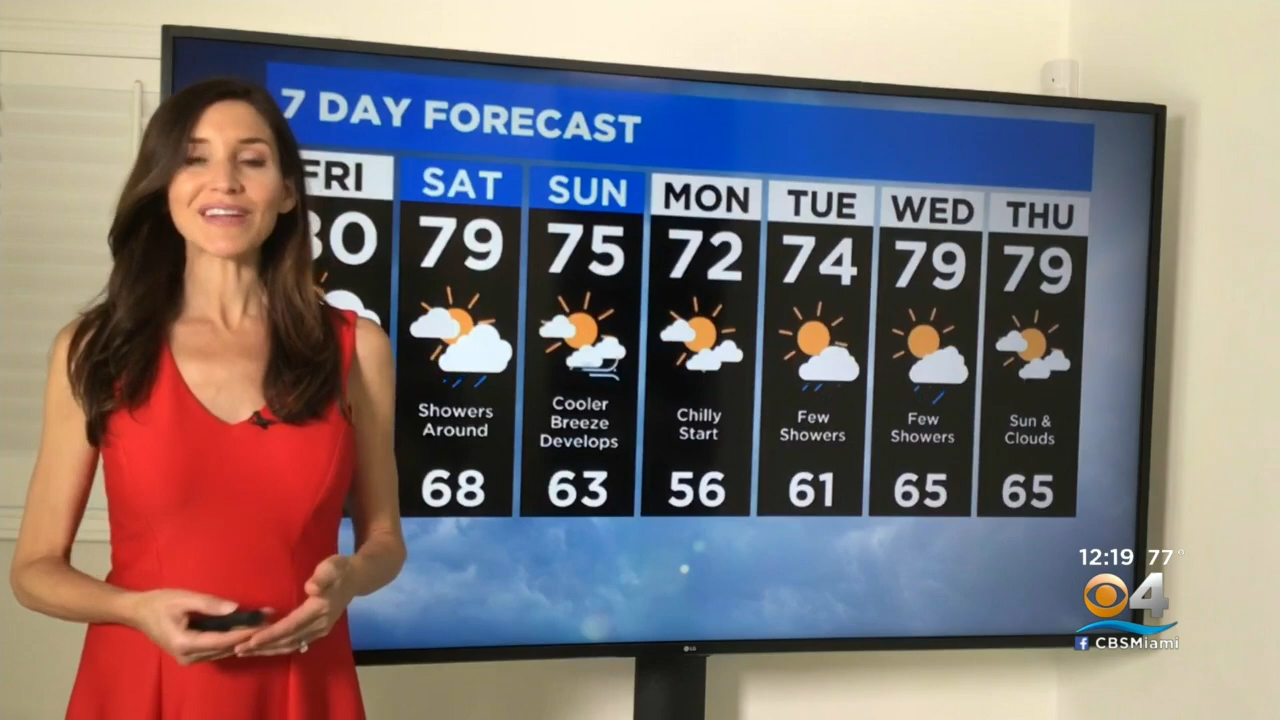 7 DAY FORECAST
FRI SAT SUN MON TUE WED THU
80 79 75 72 74 79 79
Showers Around
Cooler Breeze Develops
Chilly Start
Few Showers
Few Showers
Sun & Clouds
68 63 56 61 65 65
LG
12:19 77°
4
CBSMiami